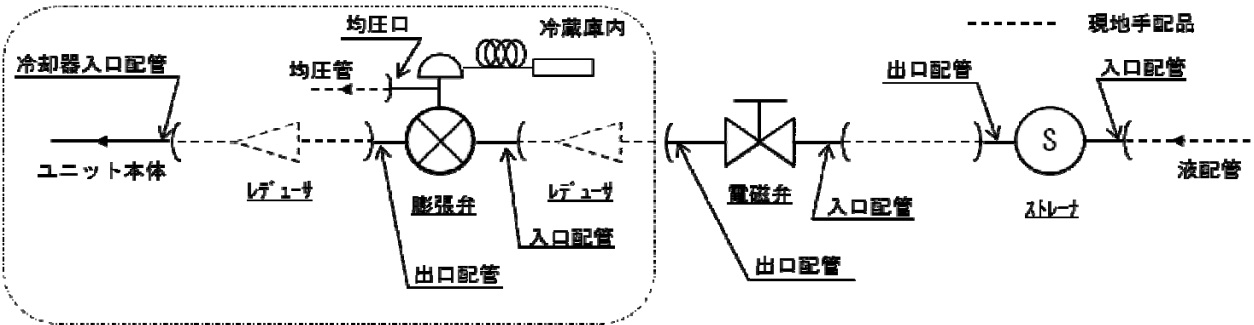 均圧口
冷蔵庫内
現地手配品
冷却器入口配管
均圧管
出口配管
入口配管
S
ユニット本体
液配管
ﾚﾃﾞｭｰｻ
膨張弁
ﾚﾃﾞｭｰｻ
電磁弁
入口配管
ｽﾄﾚｰﾅ
入口配管
出口配管
出口配管